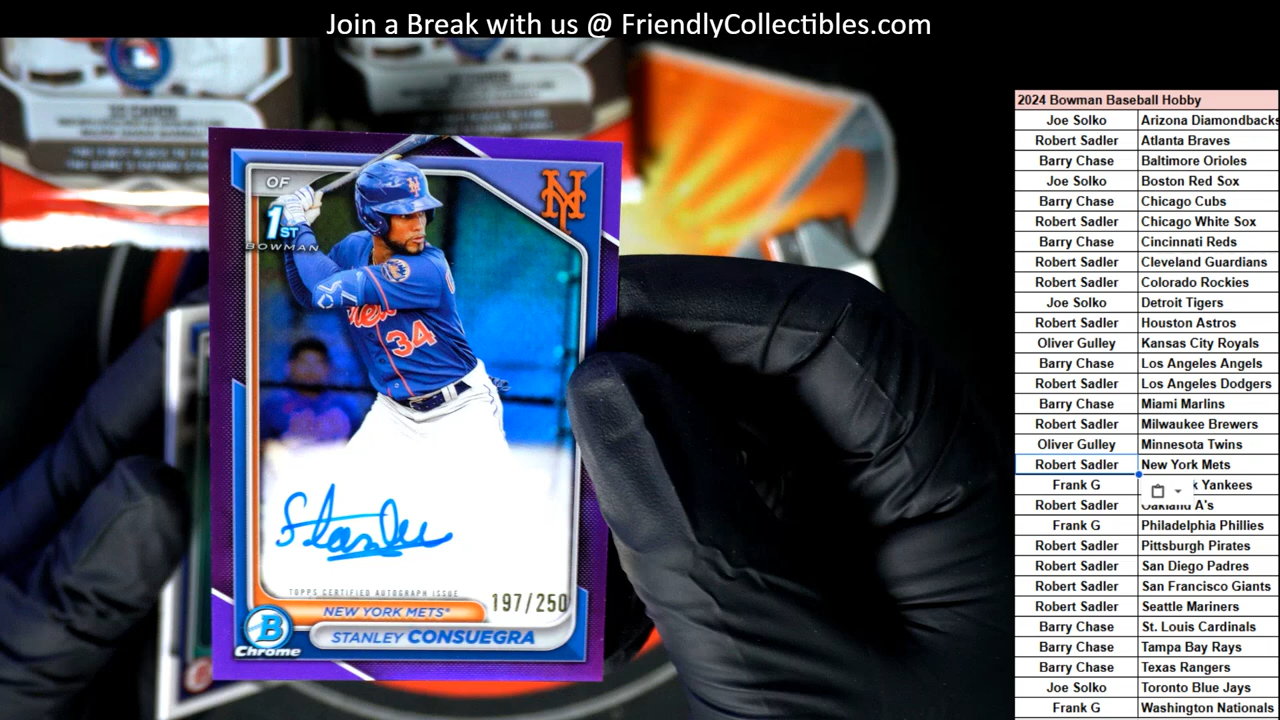 Join a Break with us @ FriendlyCollectibles.com
OF
1ST
BOWMAN
NY
34
Stanlee
TOPPS CERTIFIED AUTOGRAPH ISSUE
197/250
NEW YORK METS
STANLEY CONSUEGRA
B
Chrome
2024 Bowman Baseball Hobby
Joe Solko Arizona Diamondbacks
Robert Sadler Atlanta Braves
Barry Chase Baltimore Orioles
Joe Solko Boston Red Sox
Barry Chase Chicago Cubs
Robert Sadler Chicago White Sox
Barry Chase Cincinnati Reds
Robert Sadler Cleveland Guardians
Robert Sadler Colorado Rockies
Joe Solko Detroit Tigers
Robert Sadler Houston Astros
Oliver Gulley Kansas City Royals
Barry Chase Los Angeles Angels
Robert Sadler Los Angeles Dodgers
Barry Chase Miami Marlins
Robert Sadler Milwaukee Brewers
Oliver Gulley Minnesota Twins
Robert Sadler New York Mets
Frank G k Yankees
Robert Sadler Oakland A's
Frank G Philadelphia Phillies
Robert Sadler Pittsburgh Pirates
Robert Sadler San Diego Padres
Robert Sadler San Francisco Giants
Robert Sadler Seattle Mariners
Barry Chase St. Louis Cardinals
Barry Chase Tampa Bay Rays
Barry Chase Texas Rangers
Joe Solko Toronto Blue Jays
Frank G Washington Nationals